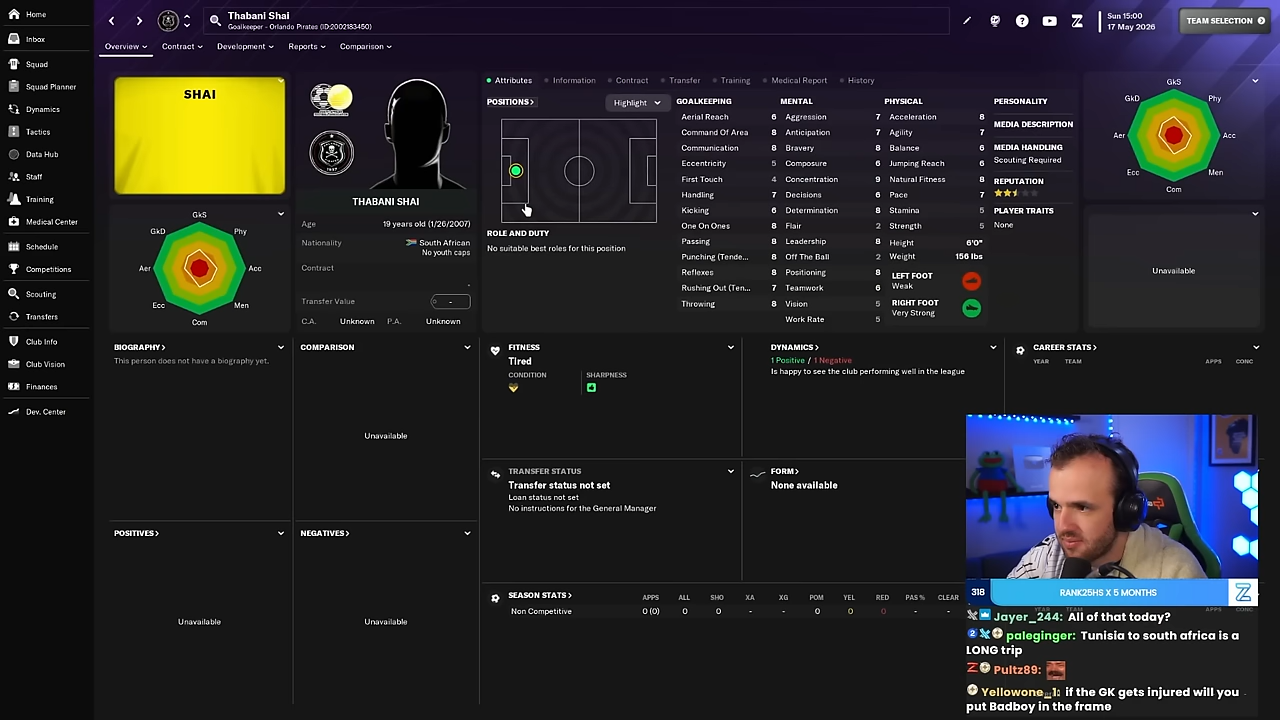 Home
Inbox
Squad
Squad Planner
Dynamics
Tactics
Data Hub
Staff
Training
Medical Center
Schedule
Competitions
Scouting
Transfers
Club Info
Club Vision
Finances
Dev. Center
Thabani Shai
Goalkeeper - Orlando Pirates (ID:2002183450)
Sun 15:00
17 May 2026
TEAM SELECTION
Overview
Contract
Development
Reports
Comparison
SHAI
THABANI SHAI
Age 19 years old (1/26/2007)
Nationality South African
No youth caps
Contract -
Transfer Value -
C.A. Unknown P.A. Unknown
GkS
GkD Phy
Aer Acc
Ecc Men
Com
Attributes Information Contract Transfer Training Medical Report History
POSITIONS> Highlight
ROLE AND DUTY
No suitable best roles for this position
GOALKEEPING
Aerial Reach 6
Command Of Area 8
Communication 8
Eccentricity 5
First Touch 4
Handling 7
Kicking 6
One On Ones 8
Passing 8
Punching (Tende... 8
Reflexes 8
Rushing Out (Ten... 7
Throwing 8
MENTAL
Aggression 7
Anticipation 7
Bravery 8
Composure 6
Concentration 9
Decisions 6
Determination 8
Flair 2
Leadership 8
Off The Ball 2
Positioning 8
Teamwork 6
Vision 5
Work Rate 5
PHYSICAL
Acceleration 8
Agility 7
Balance 6
Jumping Reach 6
Natural Fitness 8
Pace 7
Stamina 5
Strength 5
Height 6'0"
Weight 156 lbs
LEFT FOOT
Weak
RIGHT FOOT
Very Strong
PERSONALITY
MEDIA DESCRIPTION
MEDIA HANDLING
Scouting Required
REPUTATION
PLAYER TRAITS
None
GkS
GkD Phy
Aer Acc
Ecc Men
Com
Unavailable
BIOGRAPHY>
This person does not have a biography yet.
COMPARISON
Unavailable
POSITIVES>
Unavailable
NEGATIVES>
Unavailable
FITNESS
Tired
CONDITION SHARPNESS
DYNAMICS>
1 Positive / 1 Negative
Is happy to see the club performing well in the league
CAREER STATS>
YEAR TEAM APPS CONC
TRANSFER STATUS
Transfer status not set
Loan status not set
No instructions for the General Manager
FORM>
None available
SEASON STATS> APPS ALL SHO XA XG POM YEL RED PAS % CLEAR
Non Competitive 0 (0) 0 0 - - 0 0 0 - -
318 RANK25HS X 5 MONTHS
Jayer_244: All of that today?
paleginger: Tunisia to south africa is a
LONG trip
Pultz89:
Yellowone_1: if the GK gets injured will you
put Badboy in the frame